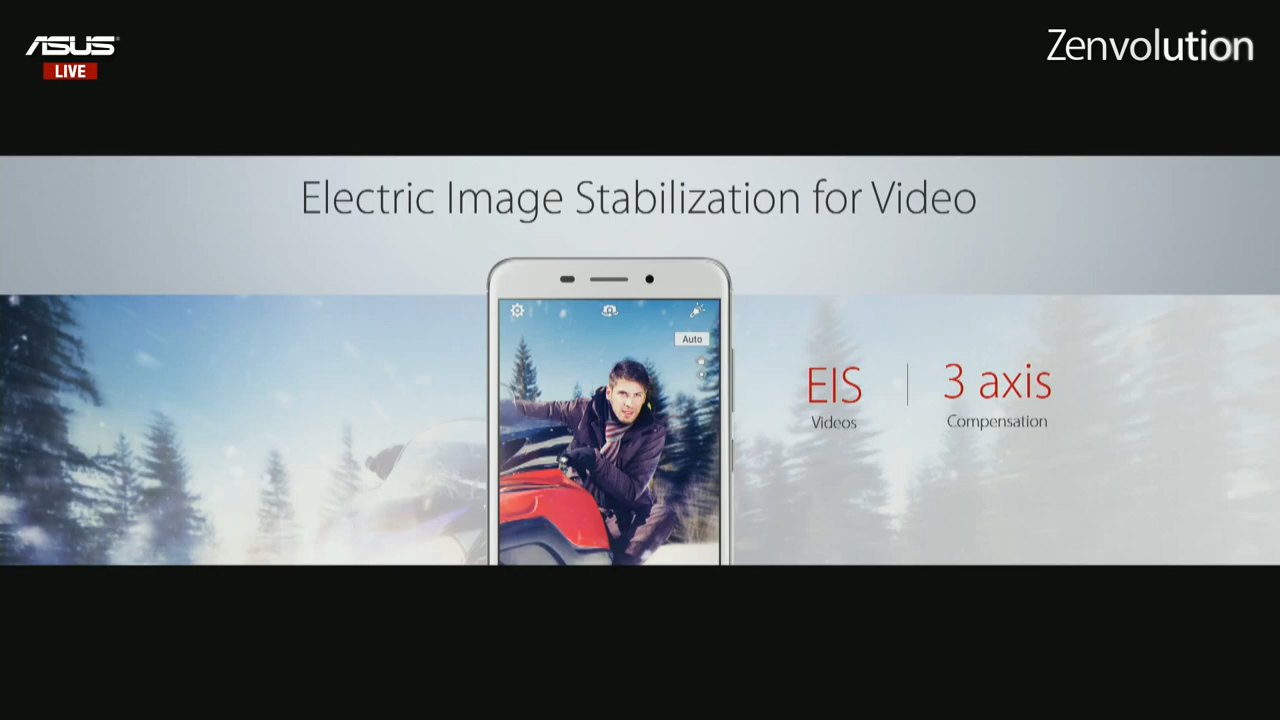 ASUS
LIVE
Zenvolution
Electric Image Stabilization for Video
Auto
EIS
Videos
3 axis
Compensation